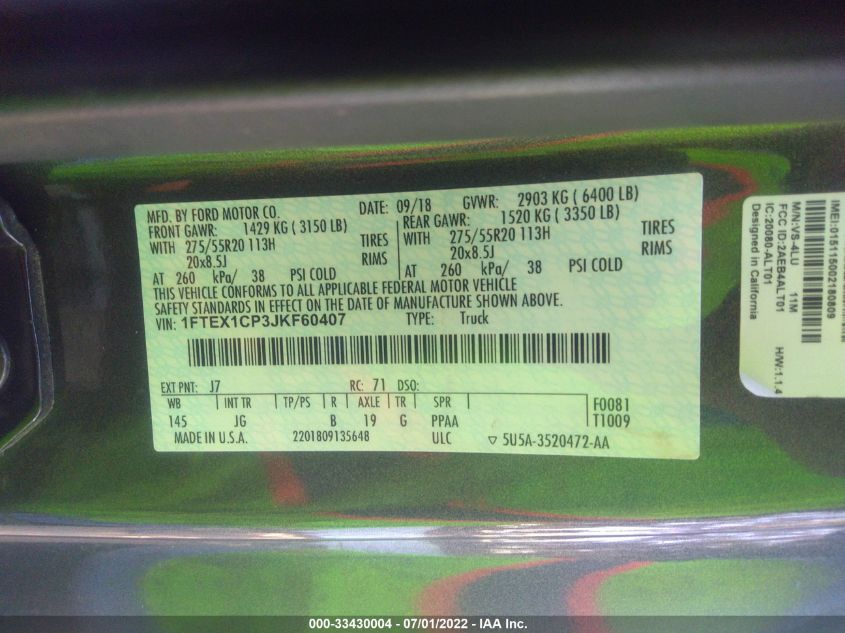 MFD. BY FORD MOTOR CO. DATE: 09/18 GVWR: 2903 KG ( 6400 LB)
FRONT GAWR: 1429 KG ( 3150 LB) REAR GAWR: 1520 KG ( 3350 LB)
WITH 275/55R20 113H TIRES WITH 275/55R20 113H TIRES
20x8.5J RIMS 20x8.5J RIMS
AT 260 kPa/ 38 PSI COLD AT 260 kPa/ 38 PSI COLD
THIS VEHICLE CONFORMS TO ALL APPLICABLE FEDERAL MOTOR VEHICLE
SAFETY STANDARDS IN EFFECT ON THE DATE OF MANUFACTURE SHOWN ABOVE.
VIN: 1FTEX1CP3JKF60407 TYPE: Truck
EXT PNT: J7 RC: 71 DSO:
WB INT TR TP/PS R AXLE TR SPR F0081
145 JG B 19 G PPAA T1009
MADE IN U.S.A. 2201809135648 ULC ▽ 5U5A-3520472-AA
IMEI:015115002180809
M/N:VS-4LU 11M H/W:1.1.4
FCC ID:2AEB4ALT01
IC:20080-ALT01
Designed in California
000-33430004 - 07/01/2022 - IAA Inc.